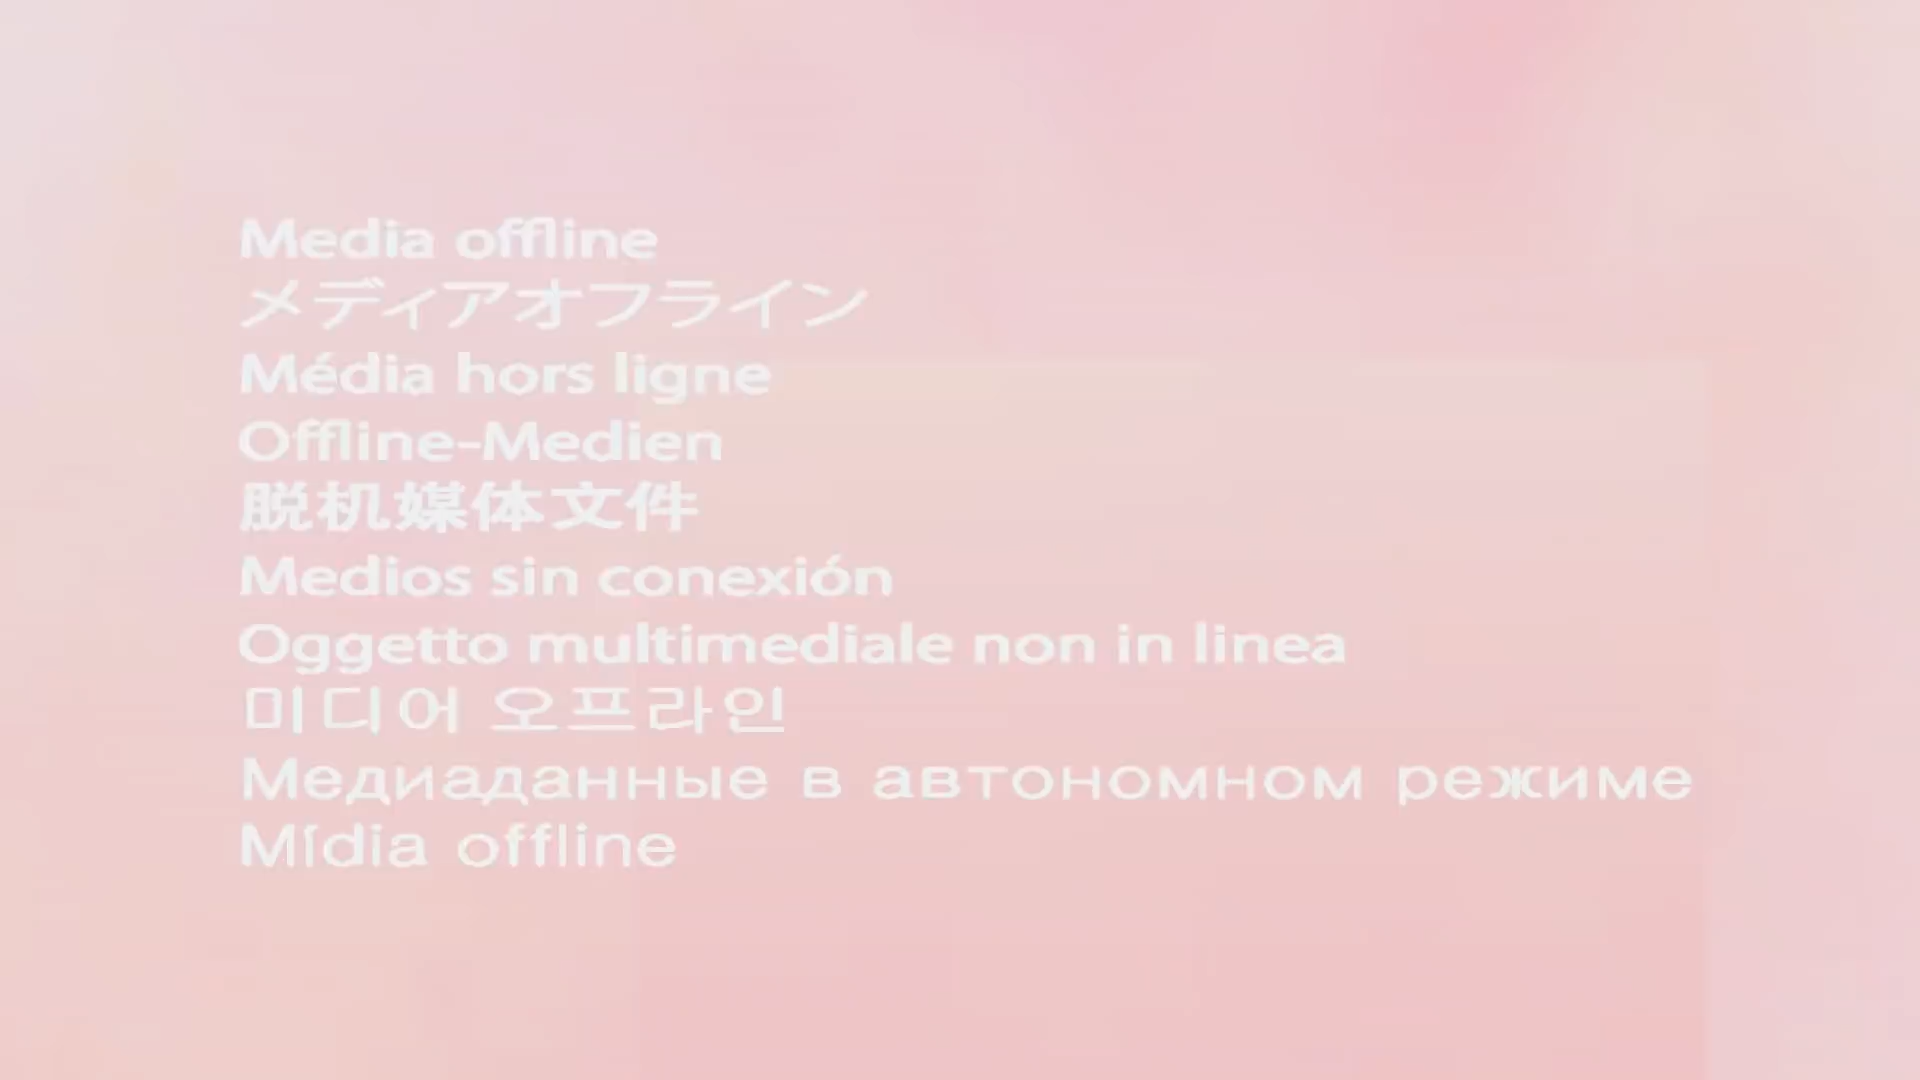 Media offline
メディアオフライン
Média hors ligne
Offline-Medien
脱机媒体文件
Medios sin conexión
Oggetto multimediale non in linea
미디어 오프라인
Медиаданные в автономном режиме
Mídia offline